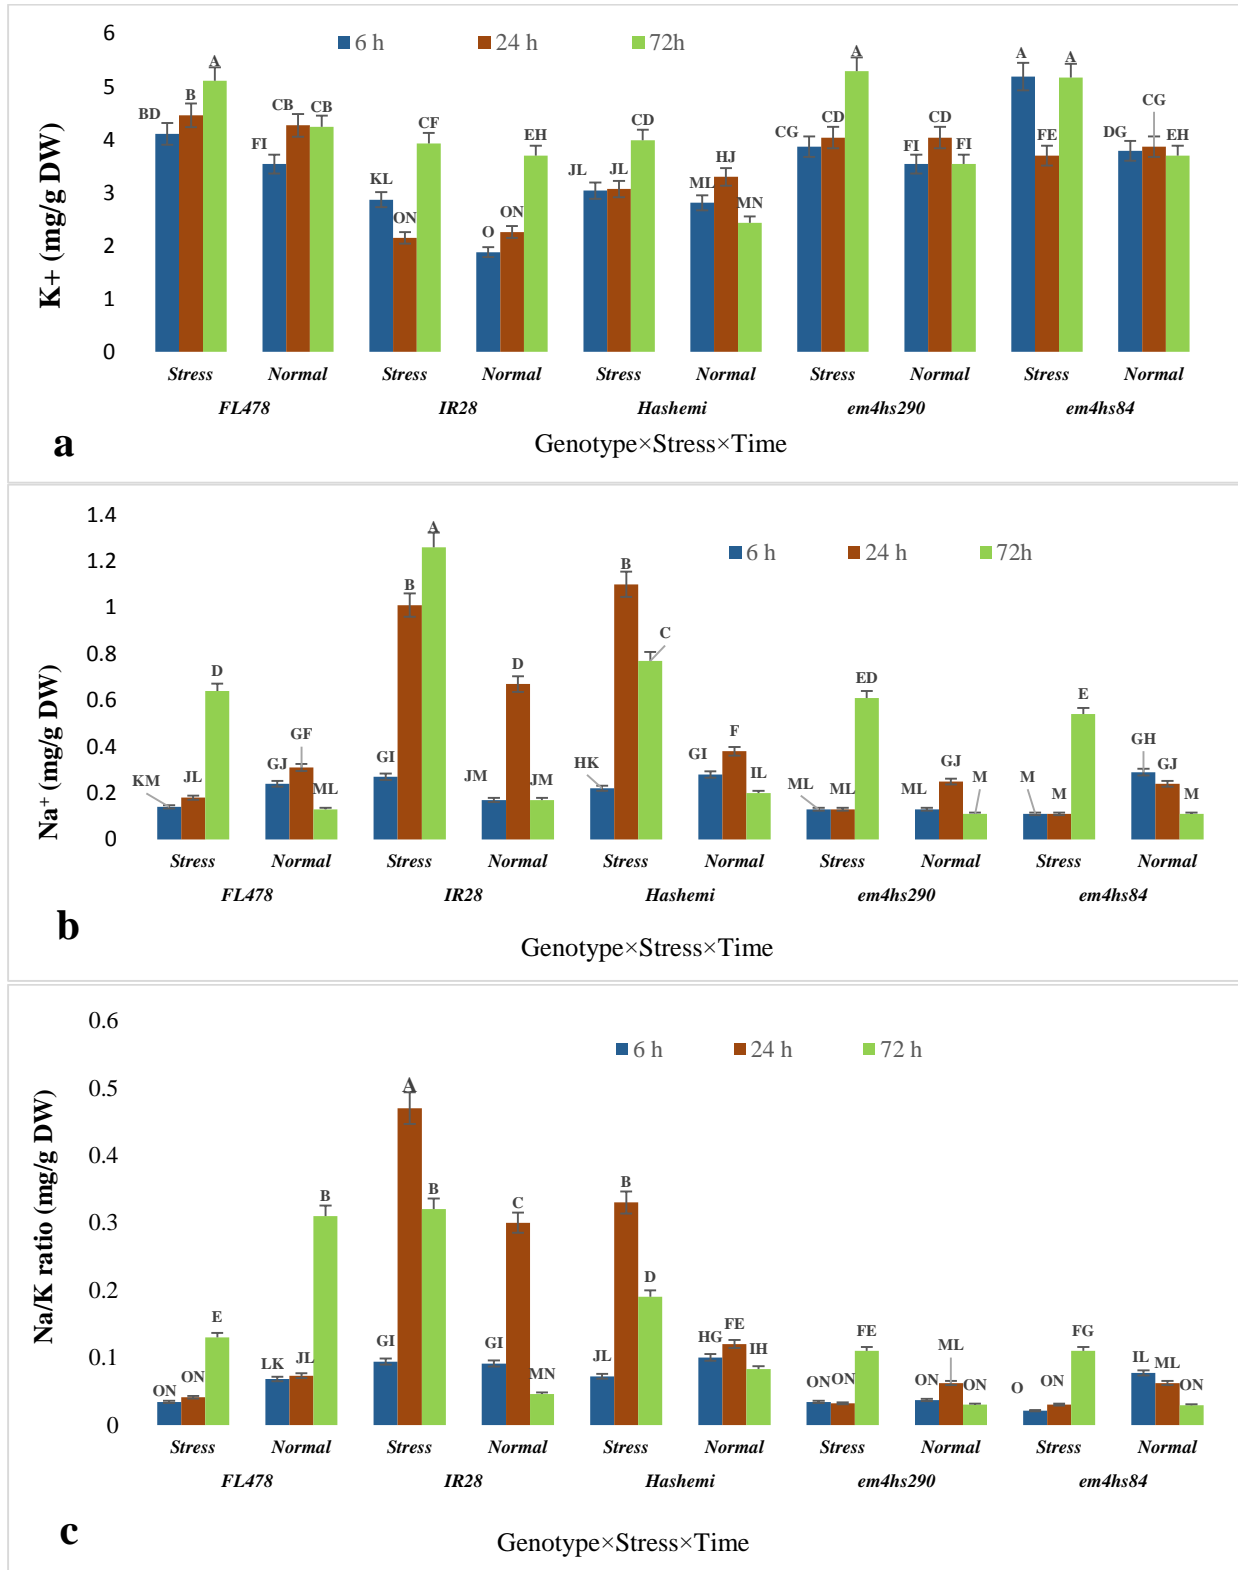 6
5
4
3
2
1
0
K+ (mg/g DW)
6 h 24 h 72h
BD B A FI CB CB KL ON CF O ON EH JL JL CD ML HJ MN CG CD A FI CD FI A FE A DG CG EH
Stress Normal Stress Normal Stress Normal Stress Normal Stress Normal
FL478 IR28 Hashemi em4hs290 em4hs84
a
Genotype×Stress×Time
1.4
1.2
1
0.8
0.6
0.4
0.2
0
Na⁺ (mg/g DW)
6 h 24 h 72h
KM JL D GJ GF ML GI B A JM D JM HK B C GI F IL ML ML ED ML GJ M M M E GH GJ M
Stress Normal Stress Normal Stress Normal Stress Normal Stress Normal
FL478 IR28 Hashemi em4hs290 em4hs84
b
Genotype×Stress×Time
0.6
0.5
0.4
0.3
0.2
0.1
0
Na/K ratio (mg/g DW)
6 h 24 h 72 h
ON ON E LK JL B GI A B GI C MN JL B D HG FE IH ON ON FE ON ML ON O ON FG IL ML ON
Stress Normal Stress Normal Stress Normal Stress Normal Stress Normal
FL478 IR28 Hashemi em4hs290 em4hs84
c
Genotype×Stress×Time